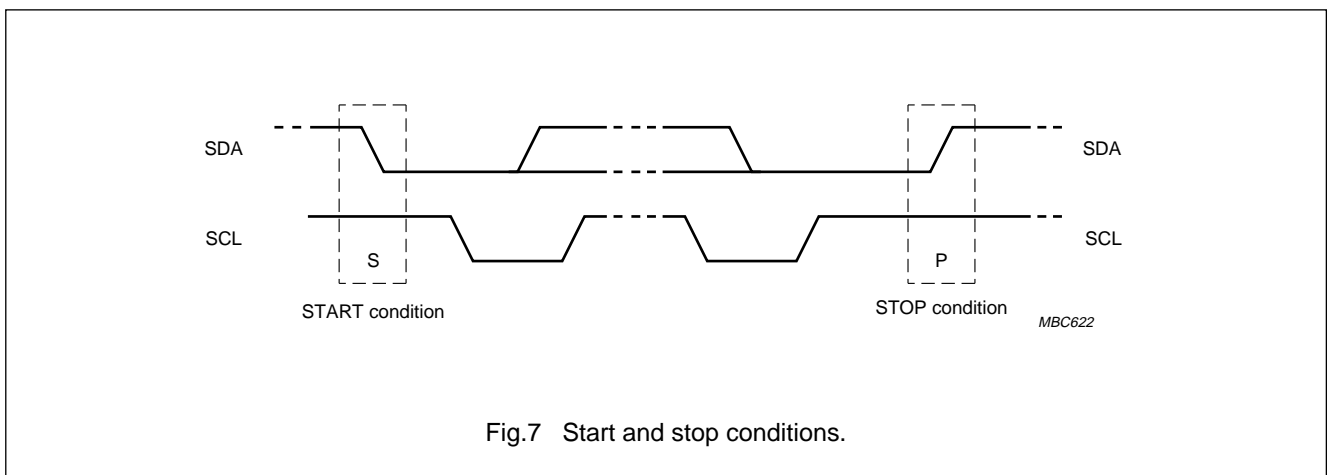 SDA SDA
SCL SCL
S P
START condition STOP condition
MBC622
Fig.7 Start and stop conditions.